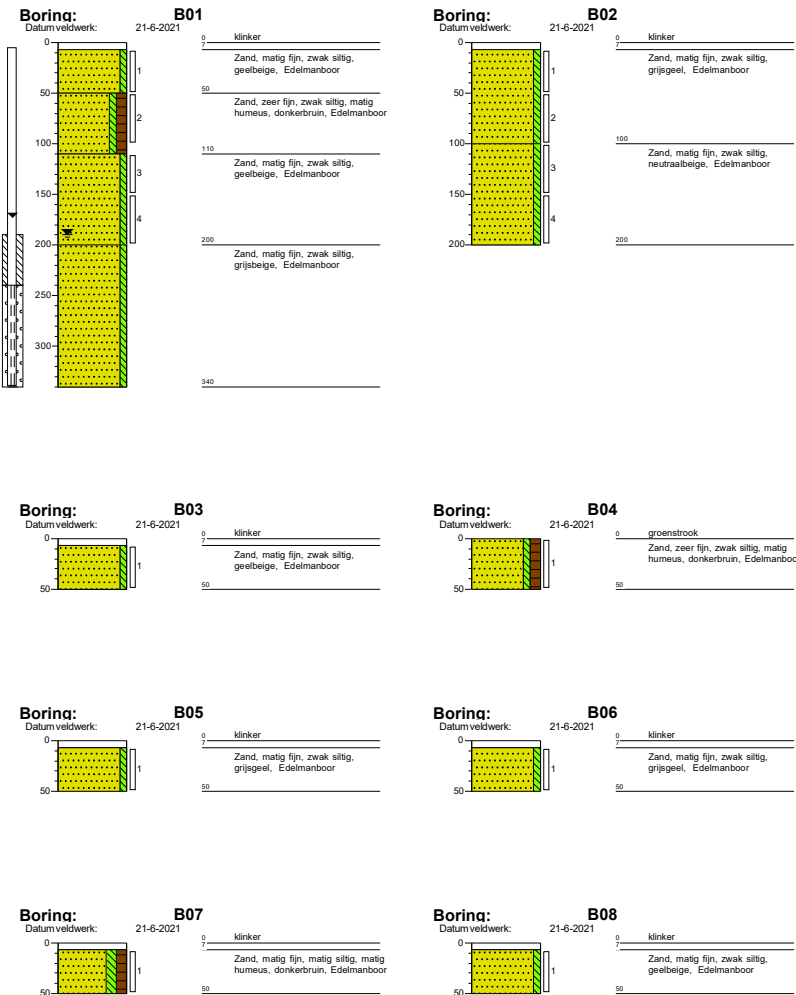 Boring: B01
Datum veldwerk: 21-6-2021
0
50
100
150
200
250
300
1
2
3
4
0 klinker
7
Zand, matig fijn, zwak siltig,
geelbeige, Edelmanboor
50
Zand, zeer fijn, zwak siltig, matig
humeus, donkerbruin, Edelmanboor
110
Zand, matig fijn, zwak siltig,
geelbeige, Edelmanboor
200
Zand, matig fijn, zwak siltig,
grijsbeige, Edelmanboor
340
Boring: B02
Datum veldwerk: 21-6-2021
0
50
100
150
200
1
2
3
4
0 klinker
7
Zand, matig fijn, zwak siltig,
grijsgeel, Edelmanboor
100
Zand, matig fijn, zwak siltig,
neutraalbeige, Edelmanboor
200
Boring: B03
Datum veldwerk: 21-6-2021
0
50
1
0 klinker
7
Zand, matig fijn, zwak siltig,
geelbeige, Edelmanboor
50
Boring: B04
Datum veldwerk: 21-6-2021
0
50
1
0 groenstrook
Zand, zeer fijn, zwak siltig, matig
humeus, donkerbruin, Edelmanboo
50
Boring: B05
Datum veldwerk: 21-6-2021
0
50
1
0 klinker
7
Zand, matig fijn, zwak siltig,
grijsgeel, Edelmanboor
50
Boring: B06
Datum veldwerk: 21-6-2021
0
50
1
0 klinker
7
Zand, matig fijn, zwak siltig,
grijsgeel, Edelmanboor
50
Boring: B07
Datum veldwerk: 21-6-2021
0
50
1
0 klinker
7
Zand, matig fijn, matig siltig, matig
humeus, donkerbruin, Edelmanboor
50
Boring: B08
Datum veldwerk: 21-6-2021
0
50
1
0 klinker
7
Zand, matig fijn, zwak siltig,
geelbeige, Edelmanboor
50